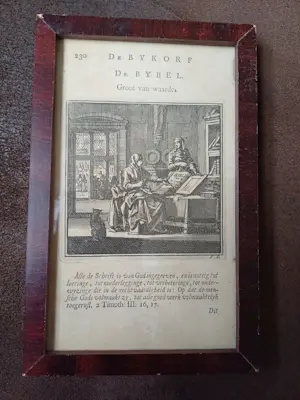 230 De Bykorf
De Bybel.
Groot van waarde.
Alle de Schrift is van God ingegeven, en is nuttig tot
leeringe, tot wederlegginge, tot verbeteringe, tot onder-
wyzinge die in de rechtvaardigheid is: Op dat de men-
sche Gods volmaakt zy, tot alle goed werk volmaaktelyk
toegerust. 2 Timoth: III. 16, 17.
Dit